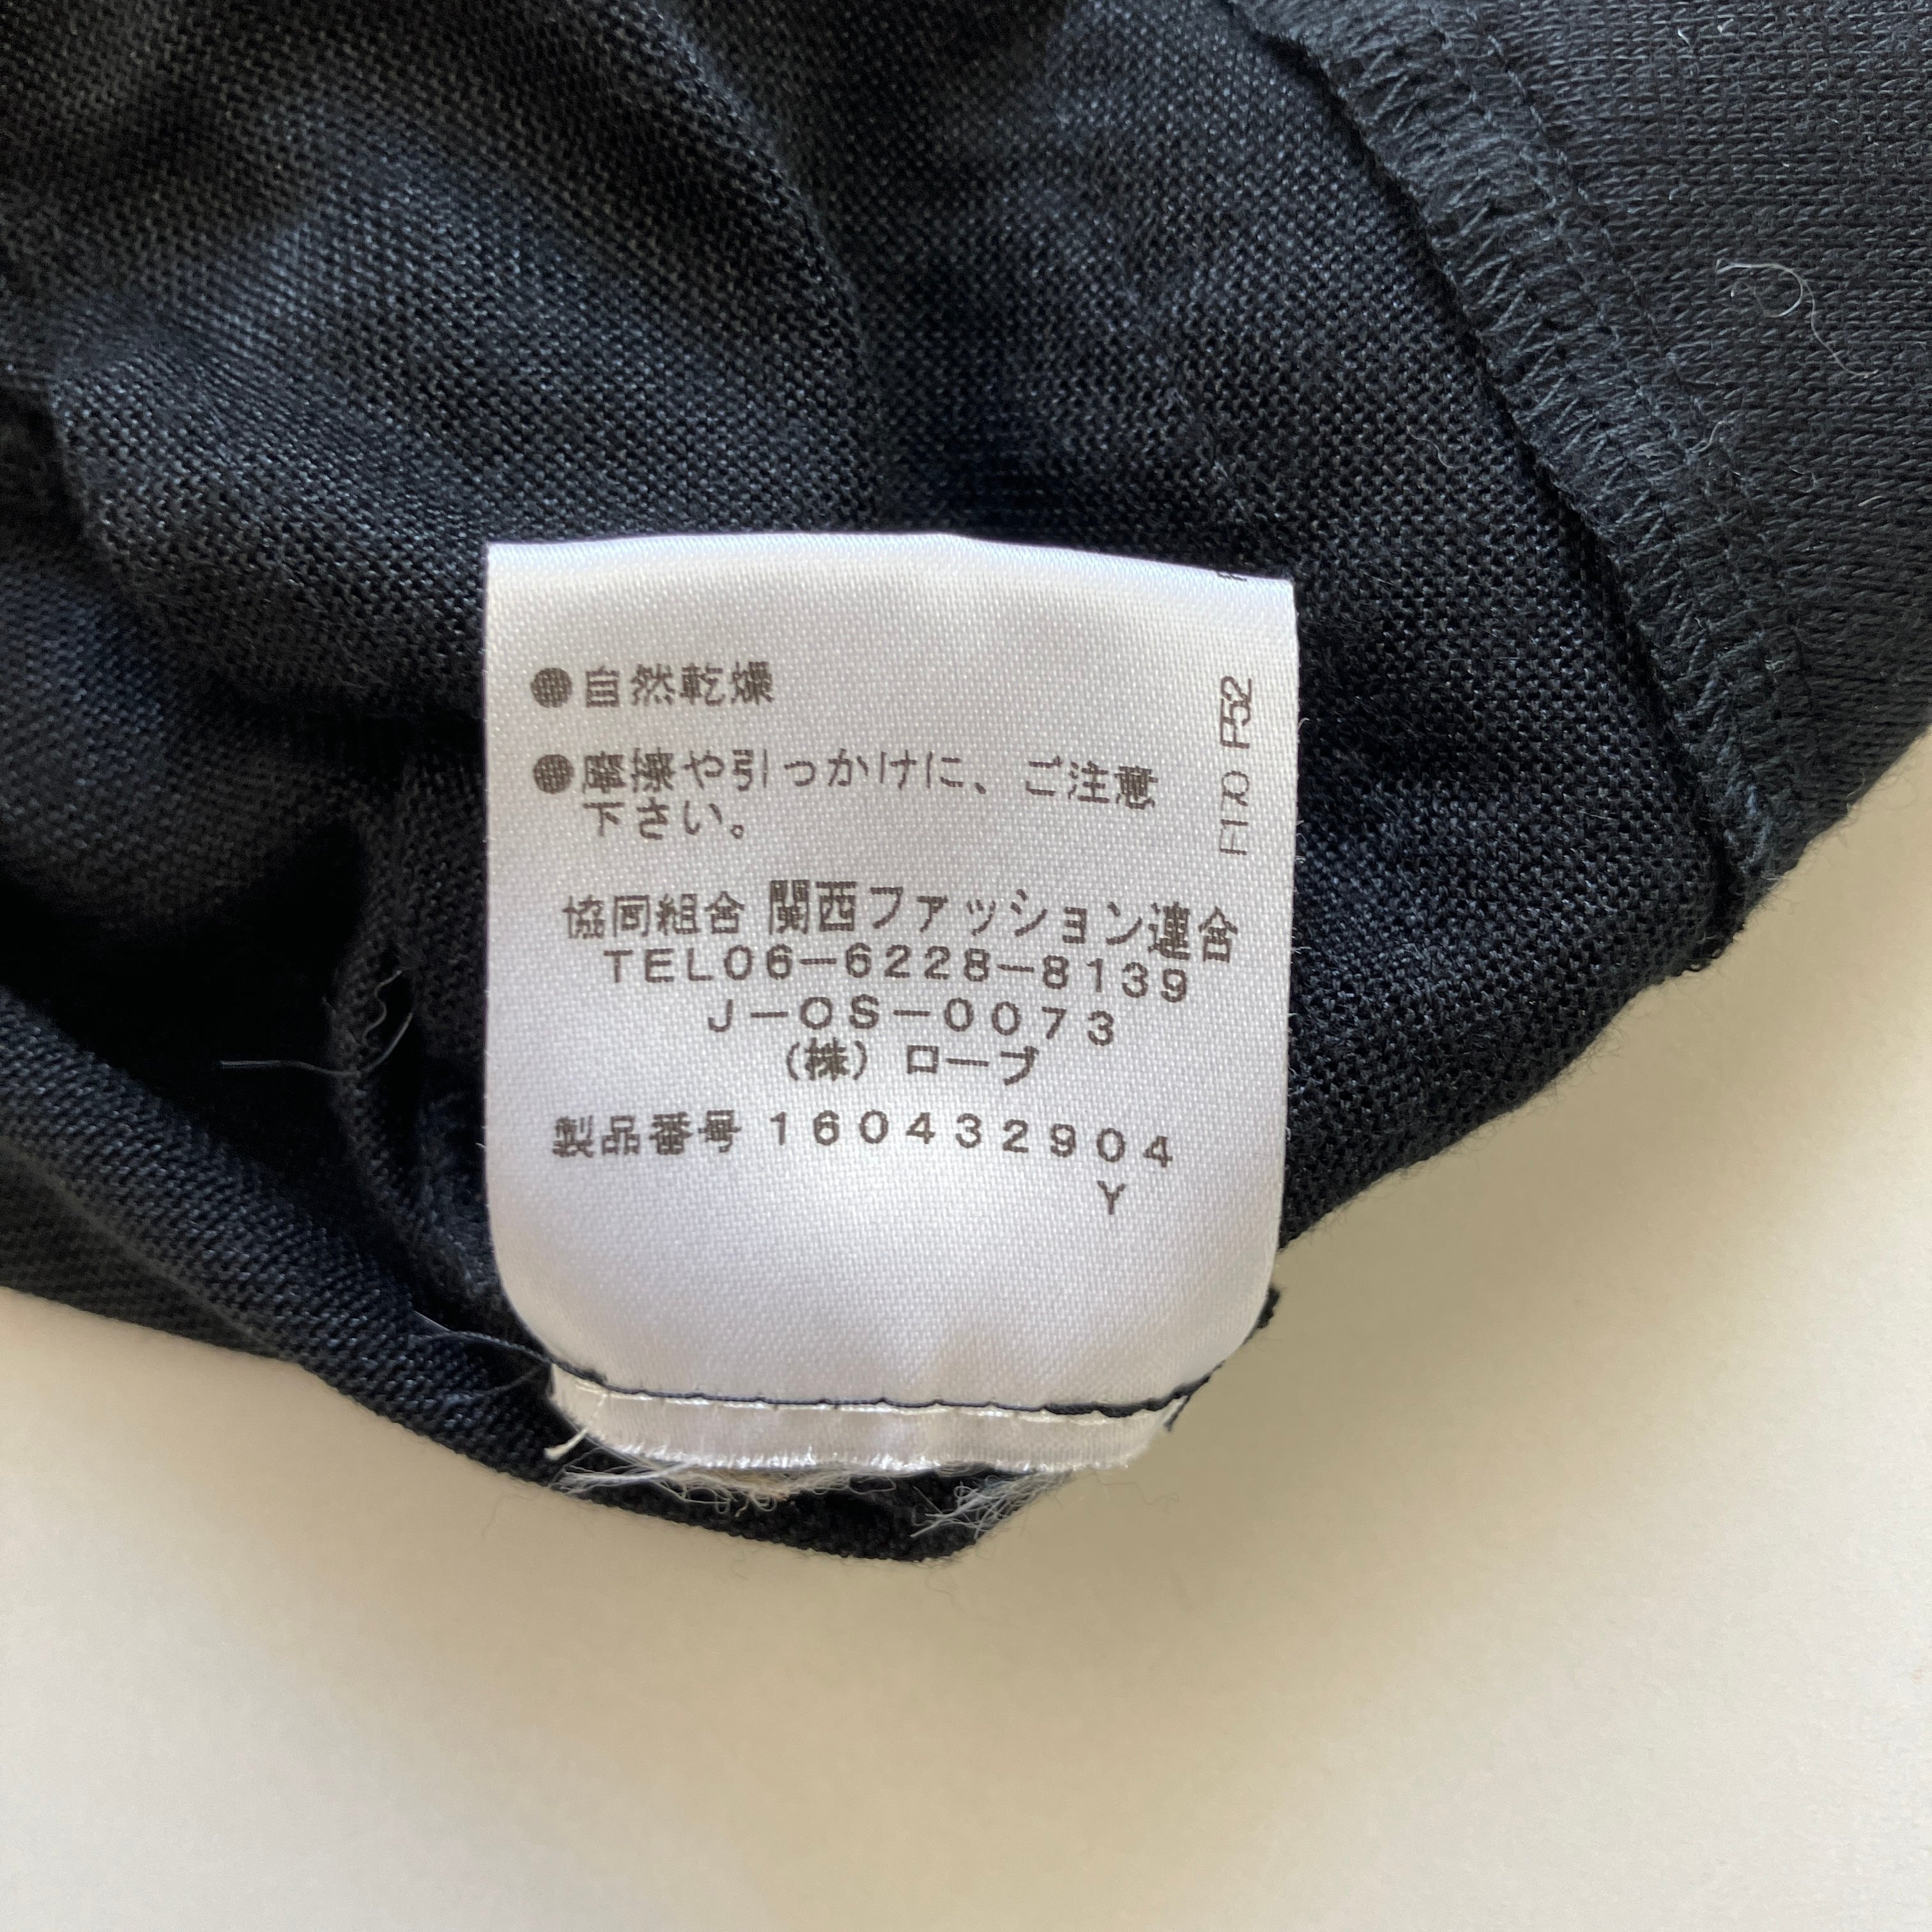 ●自然乾燥
●摩擦や引っかけに、ご注意
下さい。
協同組合 関西ファッション連合
TEL06-6228-8139
J-OS-0073
(株) ローブ
製品番号 160432904
Y
P52